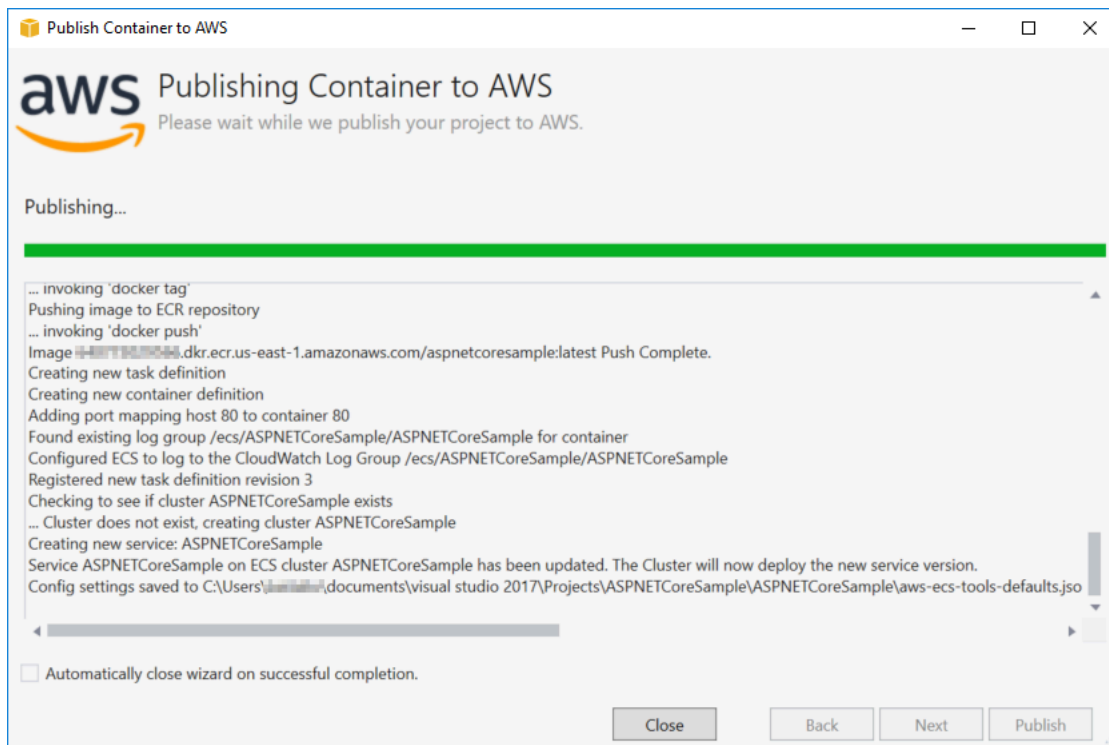 Publish Container to AWS
aws
Publishing Container to AWS
Please wait while we publish your project to AWS.
Publishing...
... invoking 'docker tag'
Pushing image to ECR repository
... invoking 'docker push'
Image .dkr.ecr.us-east-1.amazonaws.com/aspnetcoresample:latest Push Complete.
Creating new task definition
Creating new container definition
Adding port mapping host 80 to container 80
Found existing log group /ecs/ASPNETCoreSample/ASPNETCoreSample for container
Configured ECS to log to the CloudWatch Log Group /ecs/ASPNETCoreSample/ASPNETCoreSample
Registered new task definition revision 3
Checking to see if cluster ASPNETCoreSample exists
... Cluster does not exist, creating cluster ASPNETCoreSample
Creating new service: ASPNETCoreSample
Service ASPNETCoreSample on ECS cluster ASPNETCoreSample has been updated. The Cluster will now deploy the new service version.
Config settings saved to C:\Users\ \documents\visual studio 2017\Projects\ASPNETCoreSample\ASPNETCoreSample\aws-ecs-tools-defaults.jso
Automatically close wizard on successful completion.
Close
Back
Next
Publish